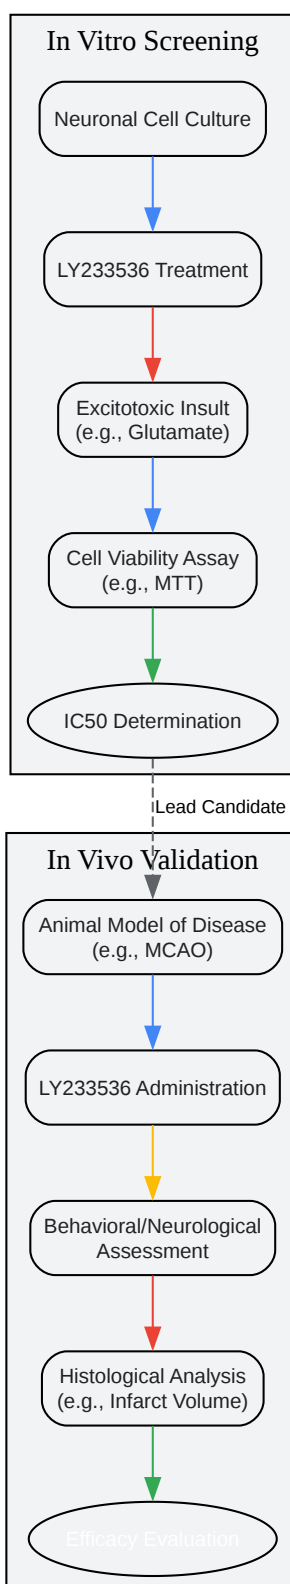 In Vitro Screening
Neuronal Cell Culture
LY233536 Treatment
Excitotoxic Insult
(e.g., Glutamate)
Cell Viability Assay
(e.g., MTT)
IC50 Determination
Lead Candidate
In Vivo Validation
Animal Model of Disease
(e.g., MCAO)
LY233536 Administration
Behavioral/Neurological
Assessment
Histological Analysis
(e.g., Infarct Volume)
Efficacy Evaluation